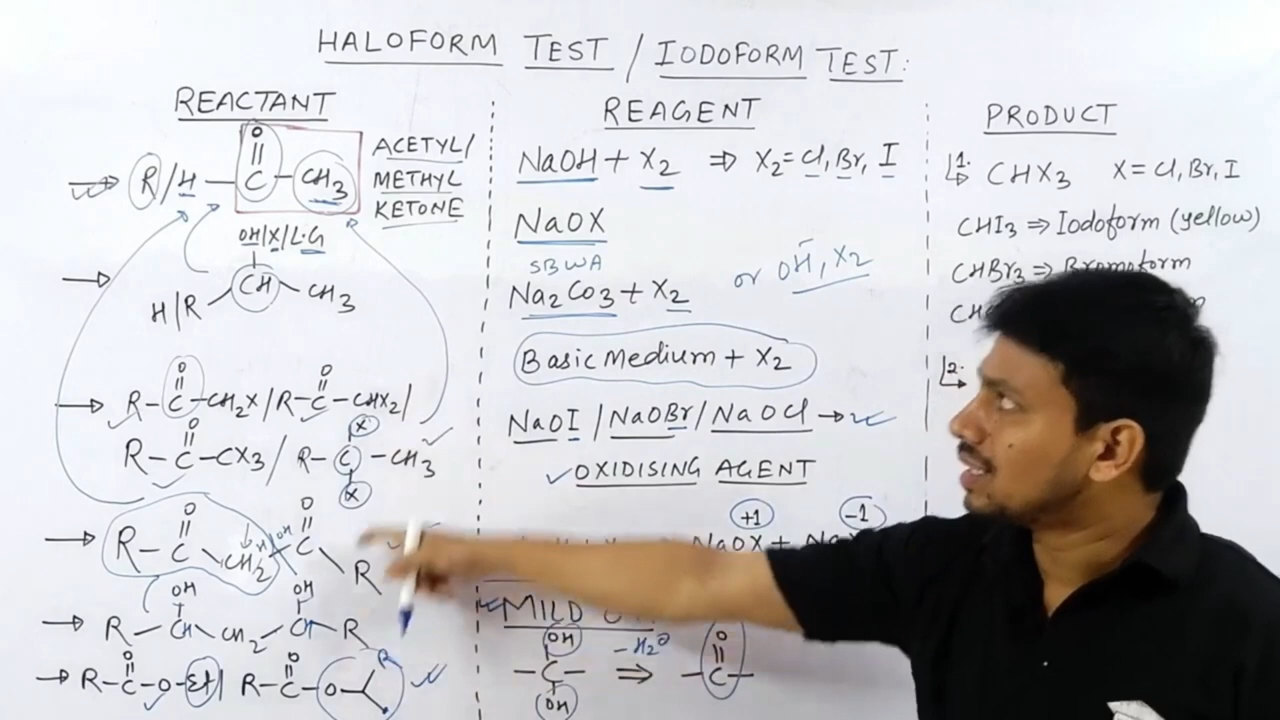 HALOFORM TEST / IODOFORM TEST:
REACTANT
R/H — C(=O) — CH3
ACETYL/
METHYL
KETONE
OH/X/L.G
H/R CH CH3
R—C(=O)—CH2X / R—C(=O)—CHX2/
R—C(=O)—CX3 / R—C(X)(X)—CH3
R—C(=O) CH2 H OH C(=O) R
R—CH(OH) CH2 CH(OH) R
R—C(=O)—O—Et/ R—C(=O)—O R
REAGENT
NaOH + X2 ⇒ X2 = Cl, Br, I
NaOX
SBWA
Na2CO3 + X2 or OH⁻, X2
Basic Medium + X2
NaOI / NaOBr / NaOCl →
OXIDISING AGENT
+1 -1
NaOX + Na
MILD
OH -H2O O
—C— ⇒ —C—
OH
PRODUCT
1. CHX3 X = Cl, Br, I
CHI3 ⇒ Iodoform (yellow)
CHBr3 ⇒ Bromoform
2.